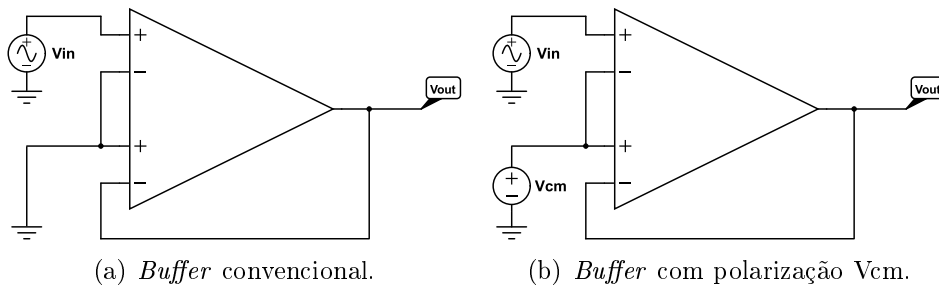 Vin
+
−
+
−
Vout
Vin
+
−
+
−
Vcm
Vout
(a) Buffer convencional.
(b) Buffer com polarização Vcm.